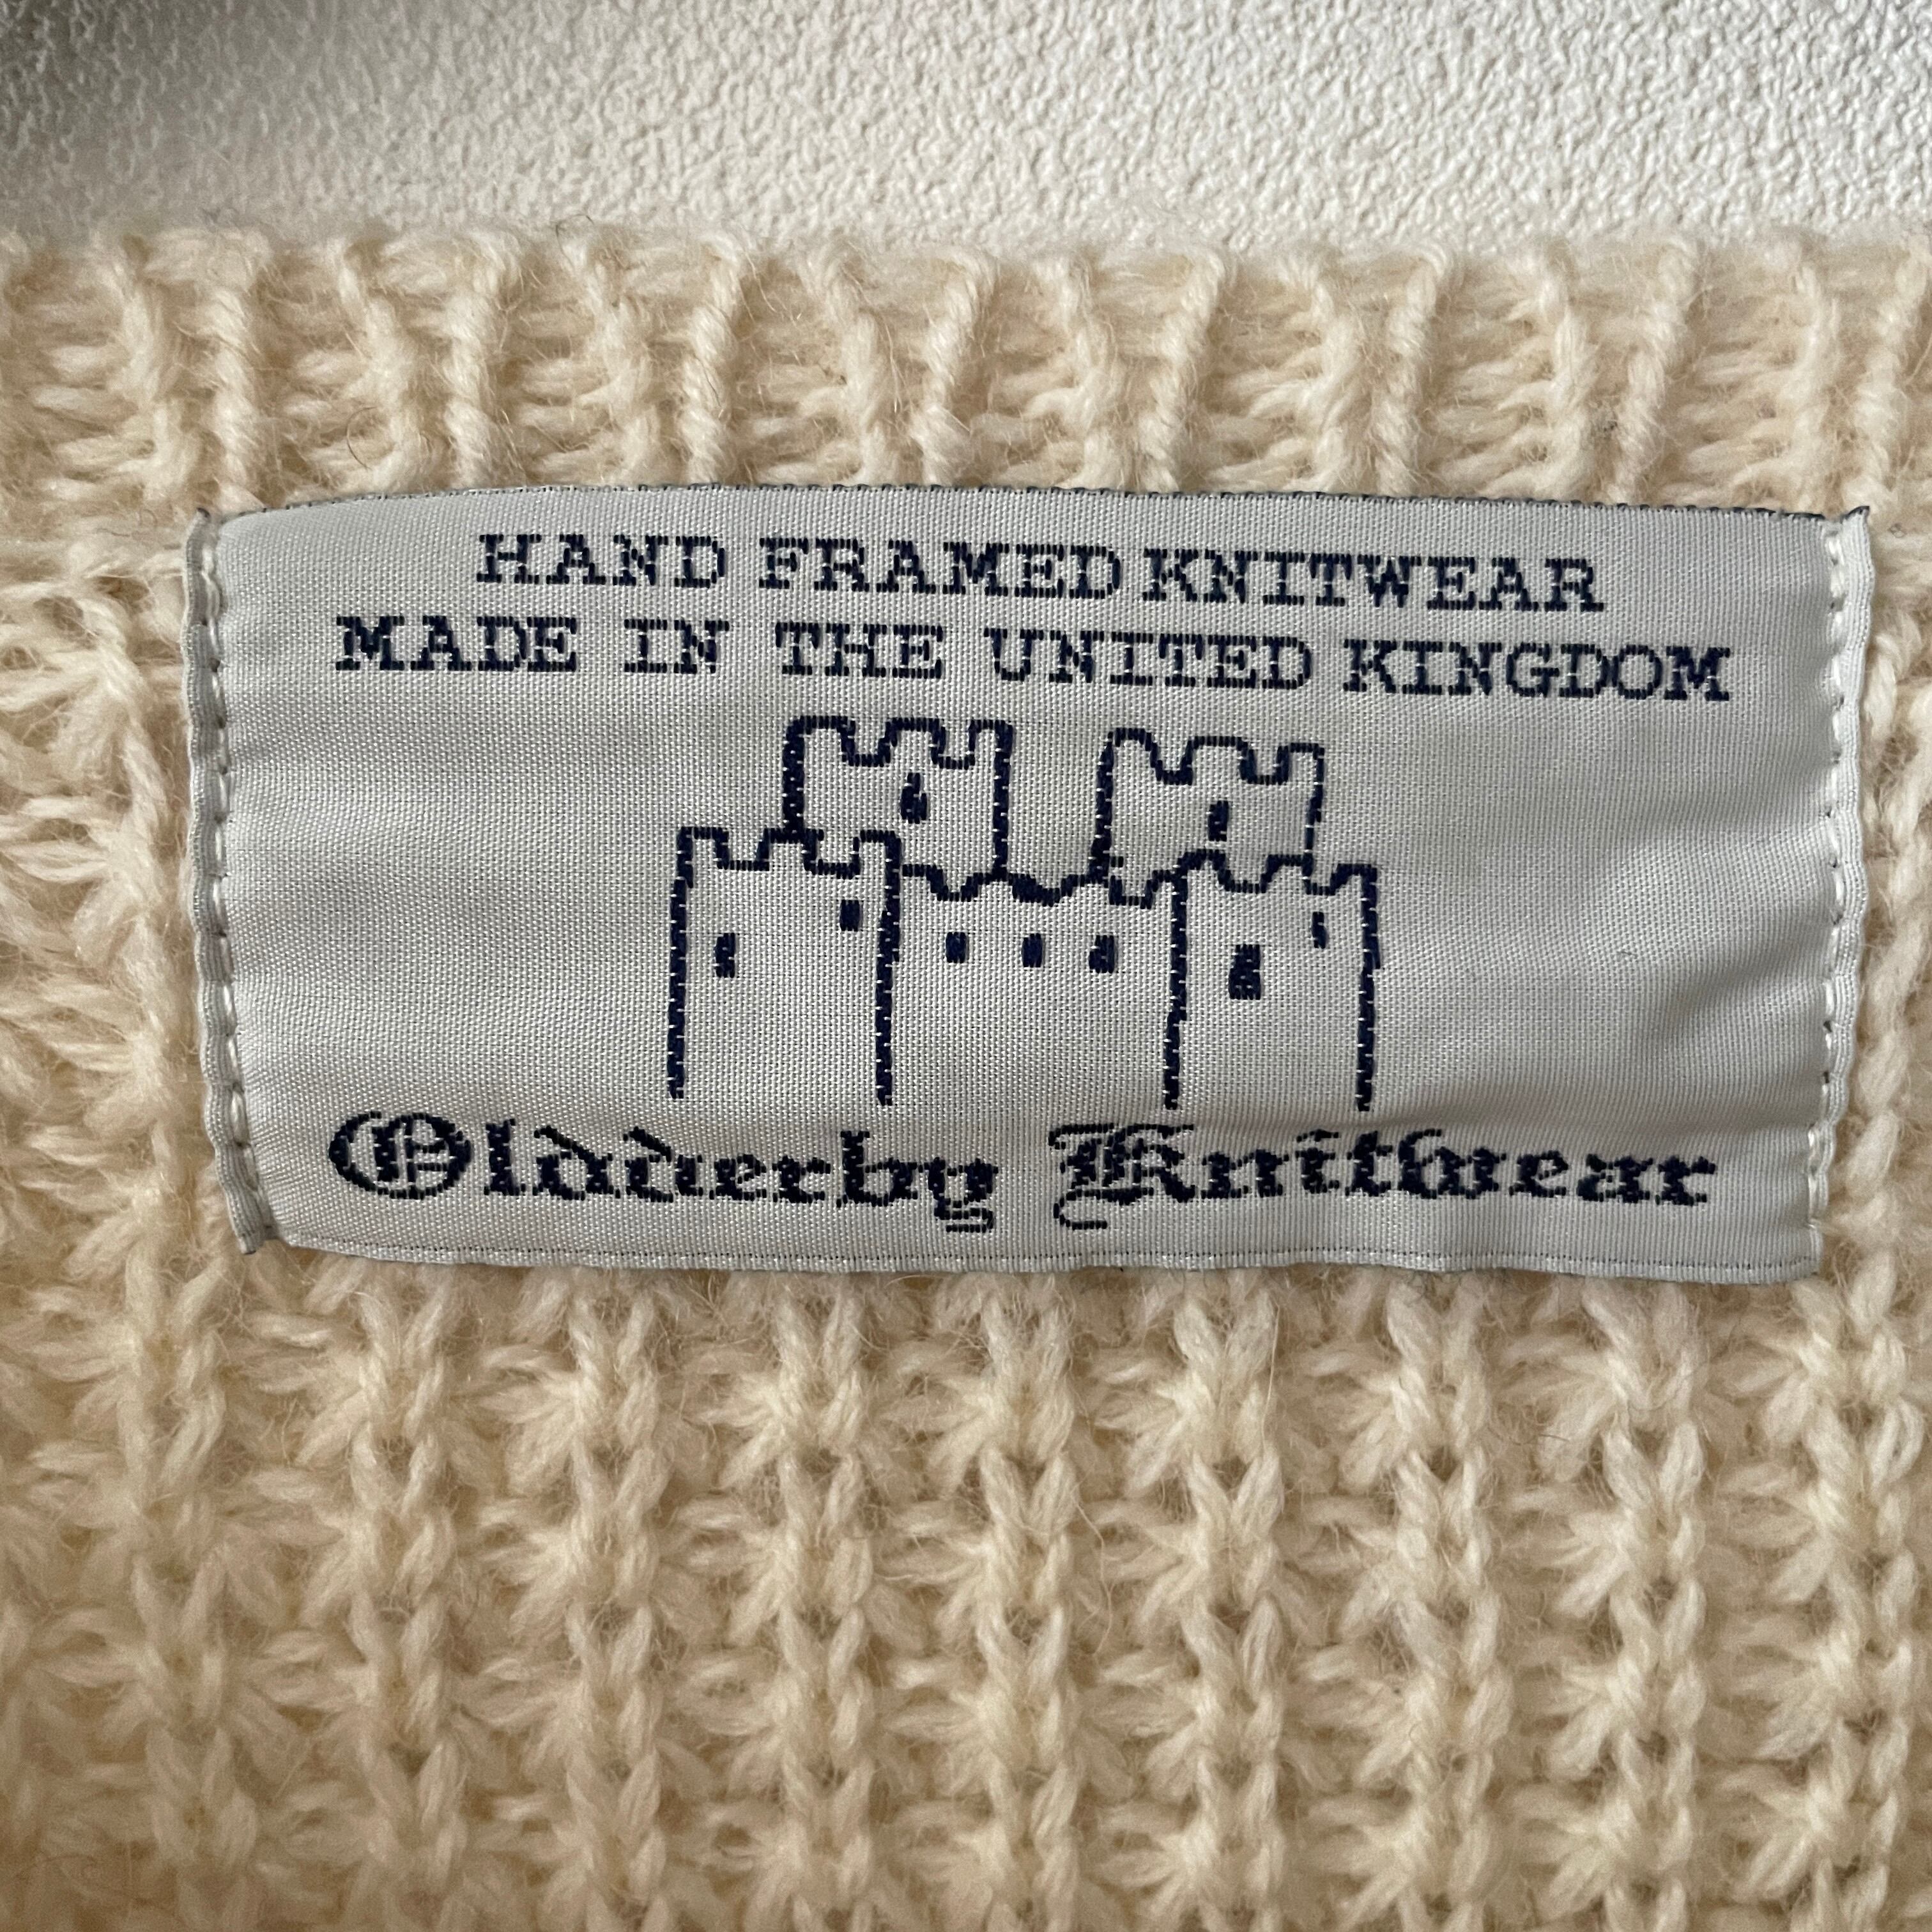 HAND FRAMED KNITWEAR
MADE IN THE UNITED KINGDOM
Oldderby Knitwear